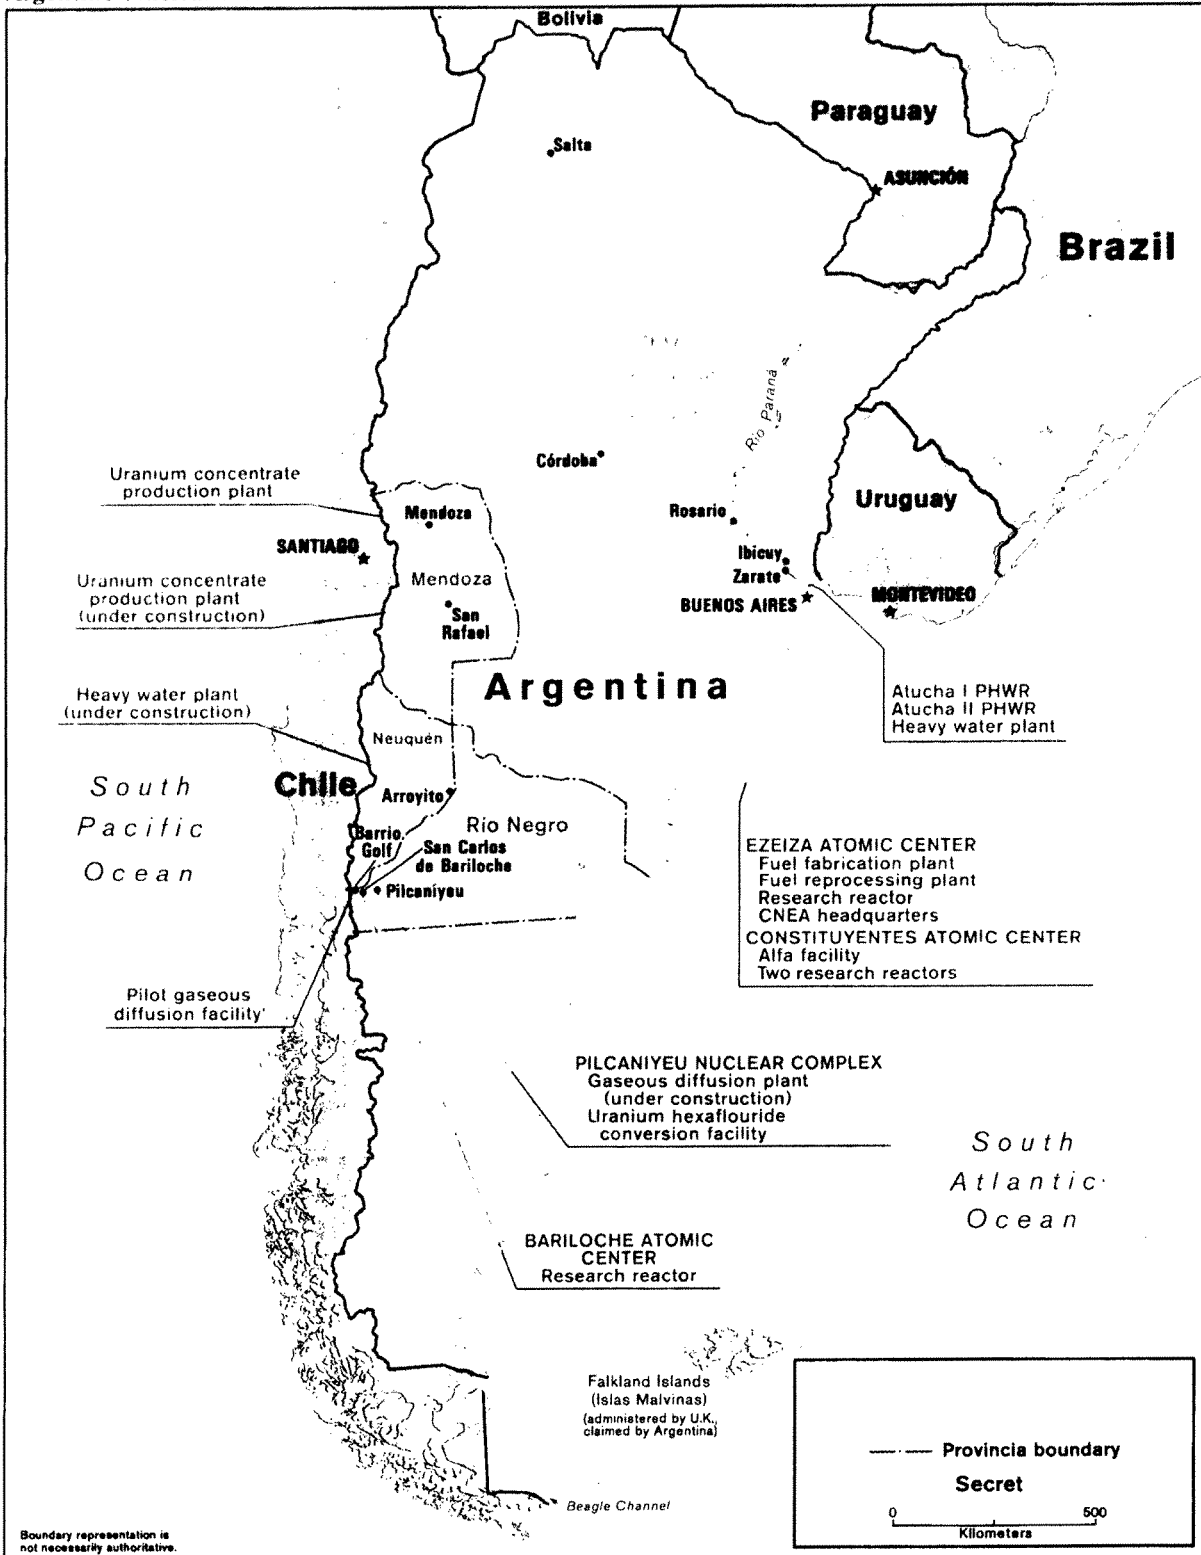 Bolivia
Paraguay
Salta
ASUNCIÓN
Brazil
Río Paraná
Córdoba
Uranium concentrate
production plant
Mendoza
Rosario
Uruguay
SANTIAGO
Ibicuy
Zarate
Uranium concentrate
production plant
(under construction)
Mendoza
San
Rafael
BUENOS AIRES
MONTEVIDEO
Argentina
Heavy water plant
(under construction)
Atucha I PHWR
Atucha II PHWR
Heavy water plant
Neuquén
South
Pacific
Ocean
Chile
Arroyito
Río Negro
Barrio
Golf
San Carlos
de Bariloche
Pilcaniyeu
EZEIZA ATOMIC CENTER
Fuel fabrication plant
Fuel reprocessing plant
Research reactor
CNEA headquarters
CONSTITUYENTES ATOMIC CENTER
Alfa facility
Two research reactors
Pilot gaseous
diffusion facility
PILCANIYEU NUCLEAR COMPLEX
Gaseous diffusion plant
(under construction)
Uranium hexaflouride
conversion facility
South
Atlantic
Ocean
BARILOCHE ATOMIC
CENTER
Research reactor
Falkland Islands
(Islas Malvinas)
(administered by U.K.,
claimed by Argentina)
Provincia boundary
Secret
0 500
Kilometers
Beagle Channel
Boundary representation is
not necessarily authoritative.